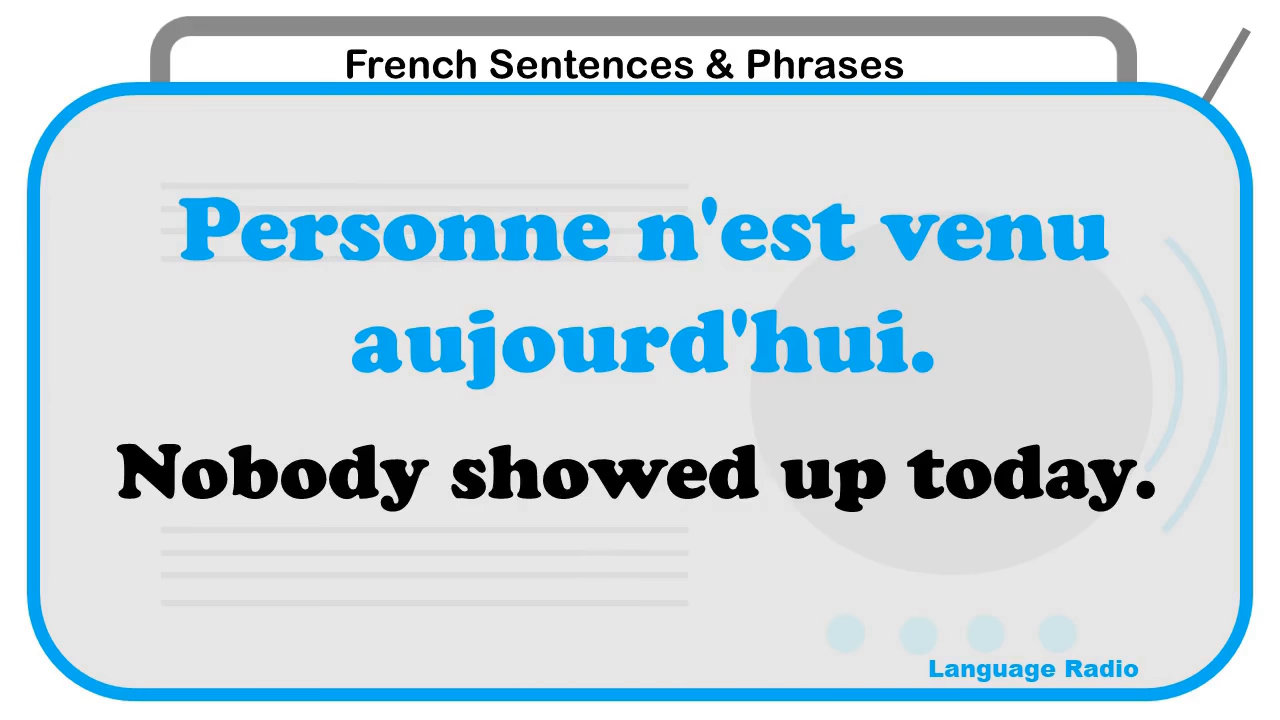 French Sentences & Phrases
Personne n'est venu
aujourd'hui.
Nobody showed up today.
Language Radio